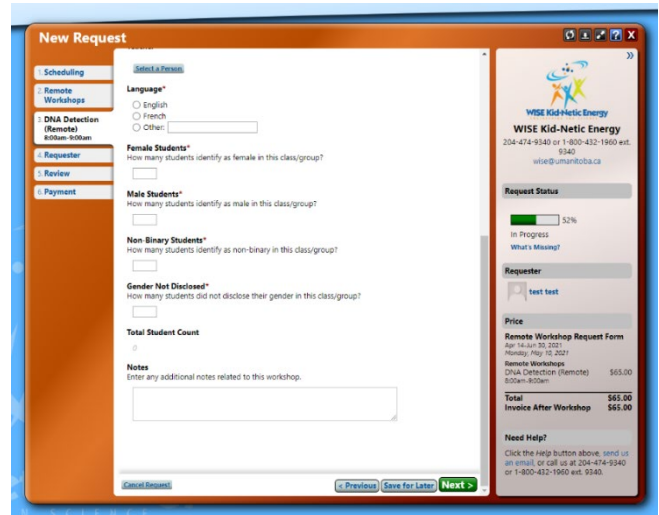 New Request
?
X
1. Scheduling
2. Remote
Workshops
3. DNA Detection
(Remote)
8:00am-9:00am
4. Requester
5. Review
6. Payment
Select a Person
Language*
English
French
Other:
Female Students*
How many students identify as female in this class/group?
Male Students*
How many students identify as male in this class/group?
Non-Binary Students*
How many students identify as non-binary in this class/group?
Gender Not Disclosed*
How many students did not disclose their gender in this class/group?
Total Student Count
0
Notes
Enter any additional notes related to this workshop.
Cancel Request
< Previous
Save for Later
Next >
»
WISE Kid-Netic Energy
WISE Kid-Netic Energy
204-474-9340 or 1-800-432-1960 ext.
9340
wise@umanitoba.ca
Request Status
52%
In Progress
What's Missing?
Requester
test test
Price
Remote Workshop Request
Form
Apr 14-Jun 30, 2021
Monday, May 10, 2021
Remote Workshops
DNA Detection (Remote) $65.00
8:00am-9:00am
Total $65.00
Invoice After Workshop $65.00
Need Help?
Click the Help button above, send us
an email, or call us at 204-474-9340
or 1-800-432-1960 ext. 9340.
SCIENCE